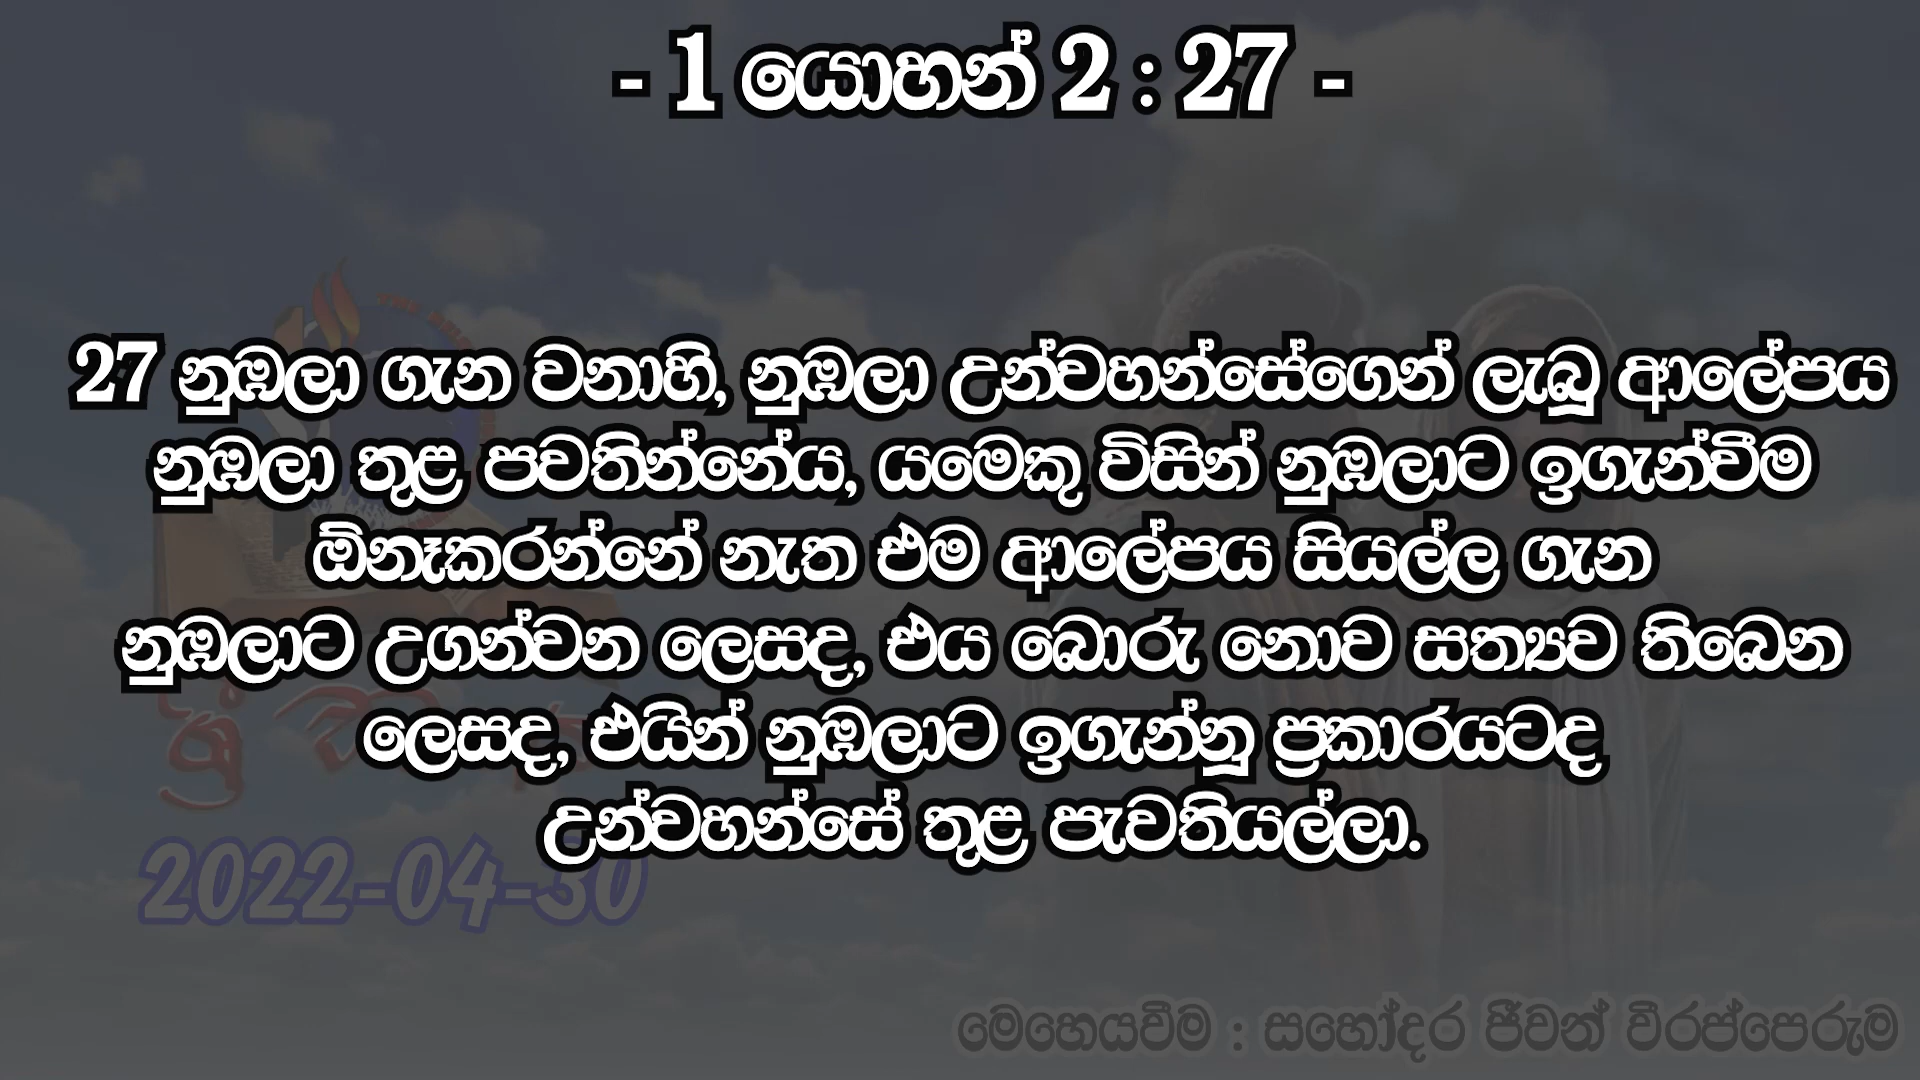 - 1 යොහන් 2 : 27 -
27 නුඹලා ගැන වනාහි, නුඹලා උන්වහන්සේගෙන් ලැබූ ආලේපය
නුඹලා තුළ පවතින්නේය, යමෙකු විසින් නුඹලාට ඉගැන්වීම
ඕනෑකරන්නේ නැත එම ආලේපය සියල්ල ගැන
නුඹලාට උගන්වන ලෙසද, එය බොරු නොව සත්‍යව තිබෙන
ලෙසද, එයින් නුඹලාට ඉගැන්නූ ප්‍රකාරයටද
උන්වහන්සේ තුළ පැවතියල්ලා.
2022-04-30
මෙහෙයවීම : සහෝදර ජීවන් වීරප්පෙරුම